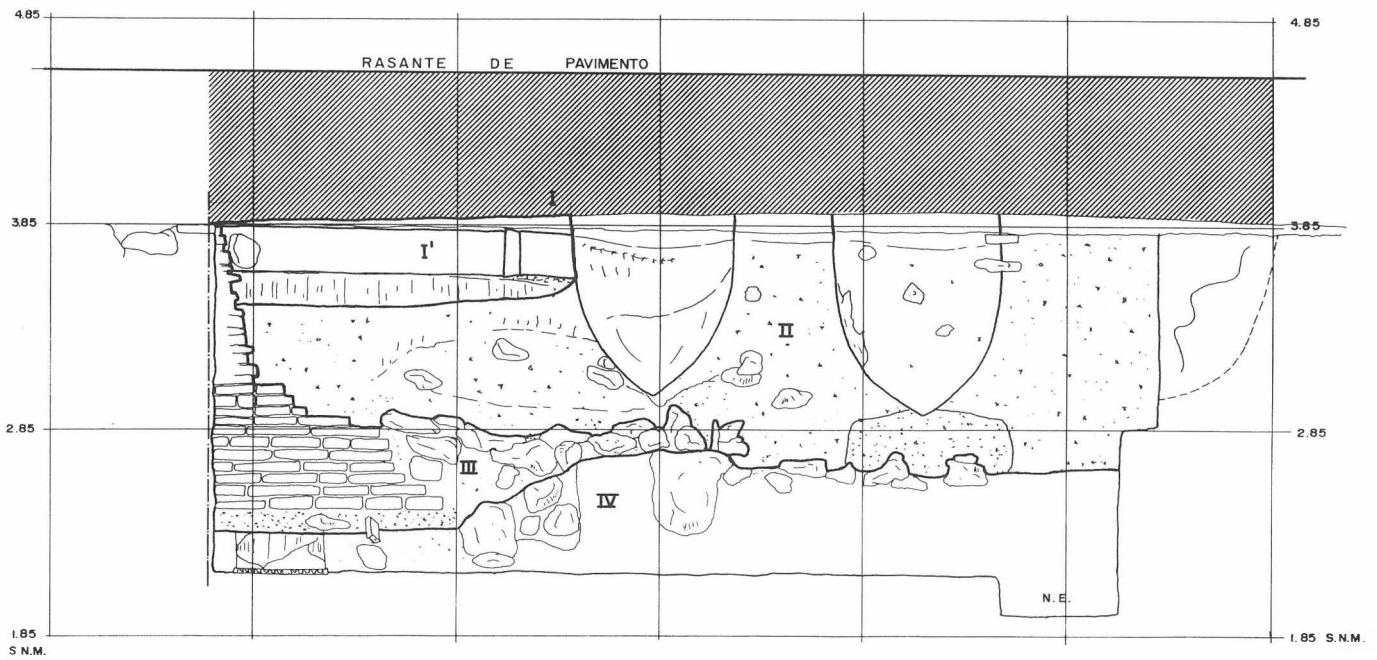 4.85 4.85
RASANTE DE PAVIMENTO
I
3.85 3.85
I'
II
2.85 2.85
III
IV
N.E.
1.85 1.85 S.N.M.
S N.M.